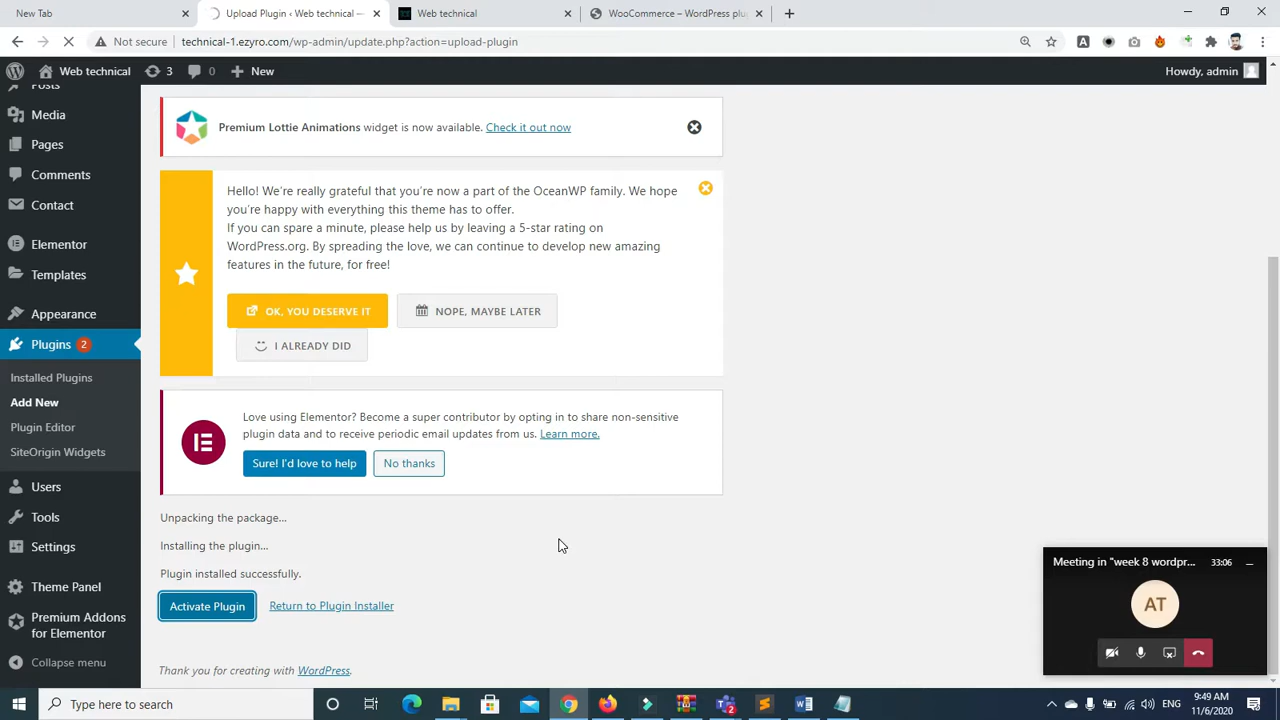 New Tab
Upload Plugin ‹ Web technical
Web technical
WooCommerce – WordPress plu
Not secure
technical-1.ezyro.com/wp-admin/update.php?action=upload-plugin
Web technical
3
0
New
Howdy, admin
Posts
Media
Pages
Comments
Contact
Elementor
Templates
Appearance
Plugins 2
Installed Plugins
Add New
Plugin Editor
SiteOrigin Widgets
Users
Tools
Settings
Theme Panel
Premium Addons
for Elementor
Collapse menu
Premium Lottie Animations widget is now available. Check it out now
Hello! We're really grateful that you're now a part of the OceanWP family. We hope
you're happy with everything this theme has to offer.
If you can spare a minute, please help us by leaving a 5-star rating on
WordPress.org. By spreading the love, we can continue to develop new amazing
features in the future, for free!
OK, YOU DESERVE IT
NOPE, MAYBE LATER
I ALREADY DID
Love using Elementor? Become a super contributor by opting in to share non-sensitive
plugin data and to receive periodic email updates from us. Learn more.
Sure! I'd love to help
No thanks
Unpacking the package...
Installing the plugin...
Plugin installed successfully.
Activate Plugin
Return to Plugin Installer
Thank you for creating with WordPress.
Meeting in "week 8 wordpr...
33:06
AT
Type here to search
ENG
9:49 AM
11/6/2020
2